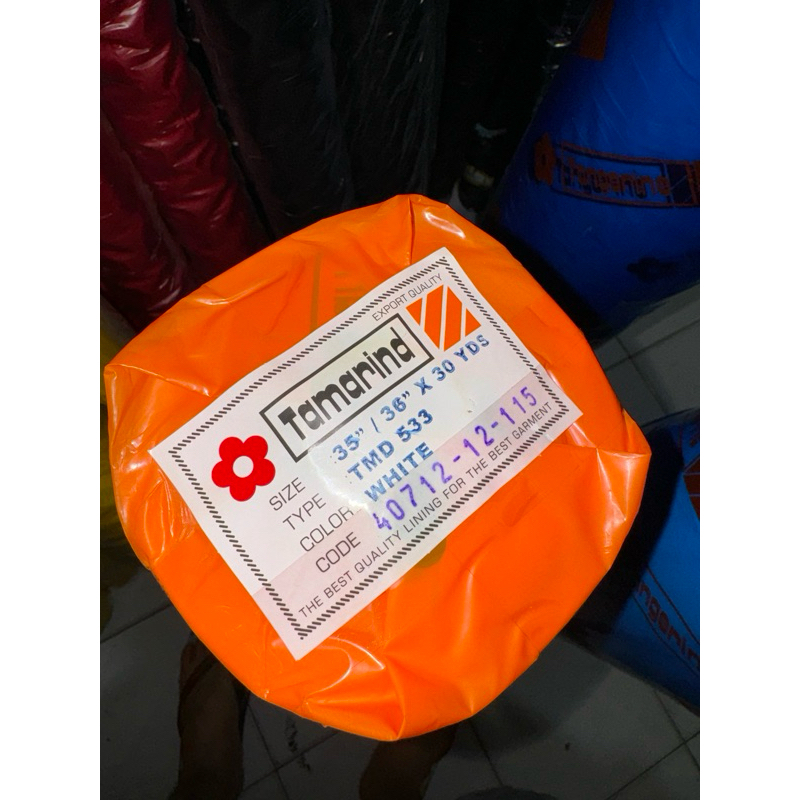 EXPORT QUALITY
Tamarind
SIZE 35" / 36" X 30 YDS
TYPE TMD 533
COLOR WHITE
CODE 40712-12-115
THE BEST QUALITY LINING FOR THE BEST GARMENT